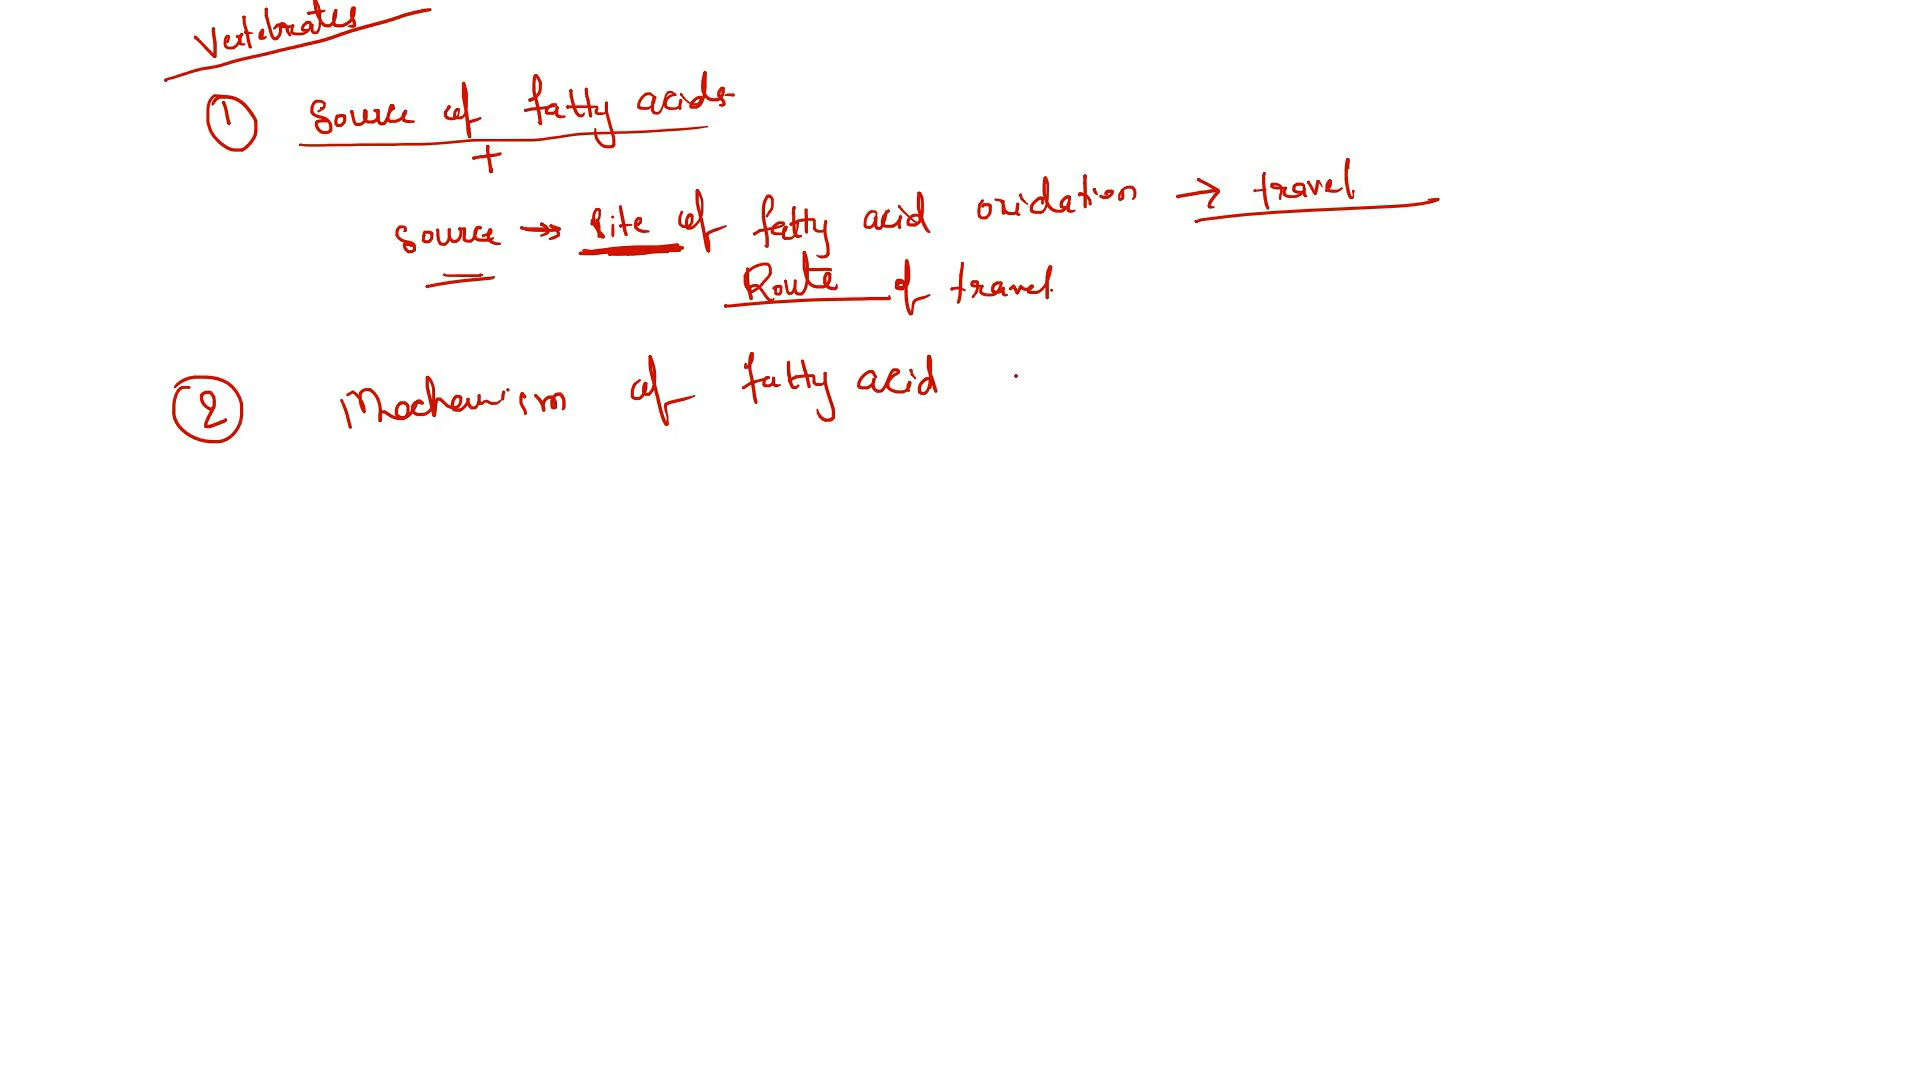 Vertebrates
① Source of fatty acids
+
Source → Site of fatty acid oxidation → travel
Route of travel
② Mechanism of fatty acid